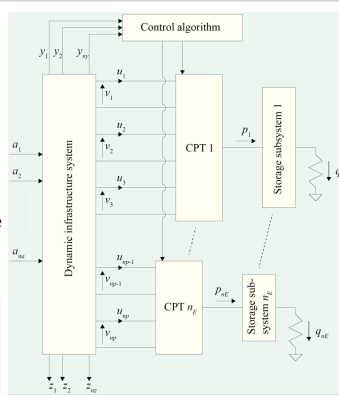 Control algorithm
y1 y2 yny
Dynamic infrastructure system
a1
a2
ana
u1
v1
u2
v2
u3
v3
unp-1
vnp-1
unp
vnp
CPT 1
p1
Storage subsystem 1
q
CPT nE
pnE
Storage sub-
system nE
qnE
z1 z2 znz
e